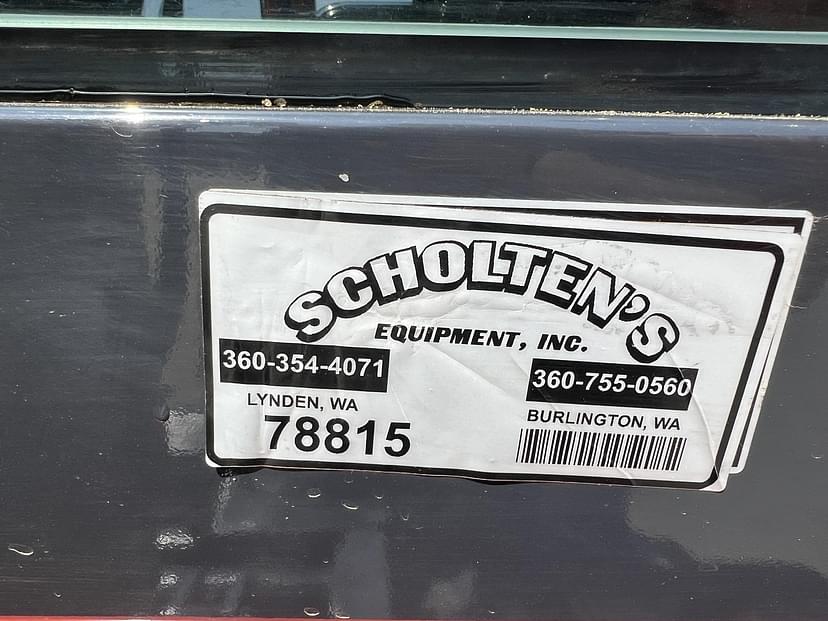 SCHOLTEN'S
EQUIPMENT, INC.
360-354-4071
LYNDEN, WA
78815
360-755-0560
BURLINGTON, WA